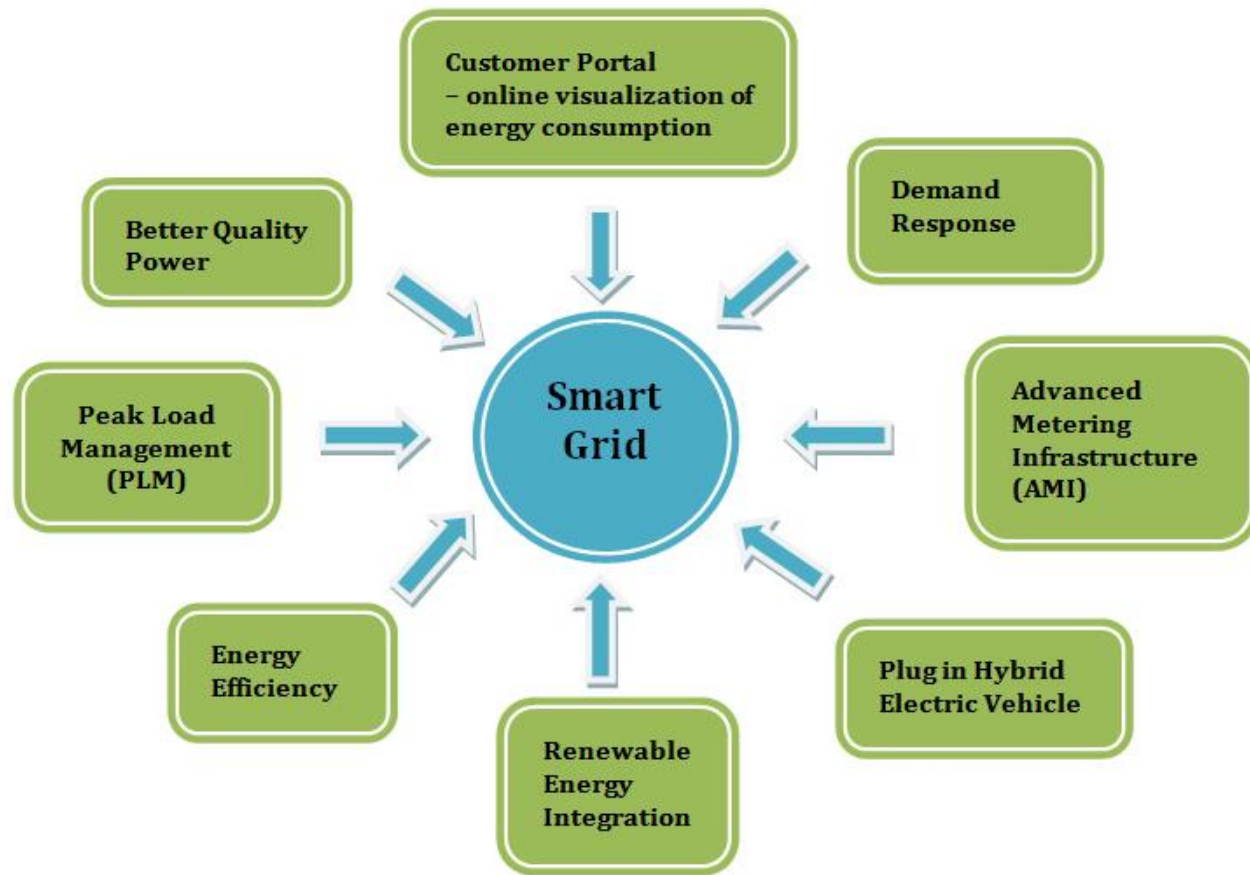 Customer Portal
– online visualization of
energy consumption
Demand
Response
Better Quality
Power
Smart
Grid
Peak Load
Management
(PLM)
Advanced
Metering
Infrastructure
(AMI)
Energy
Efficiency
Plug in Hybrid
Electric Vehicle
Renewable
Energy
Integration